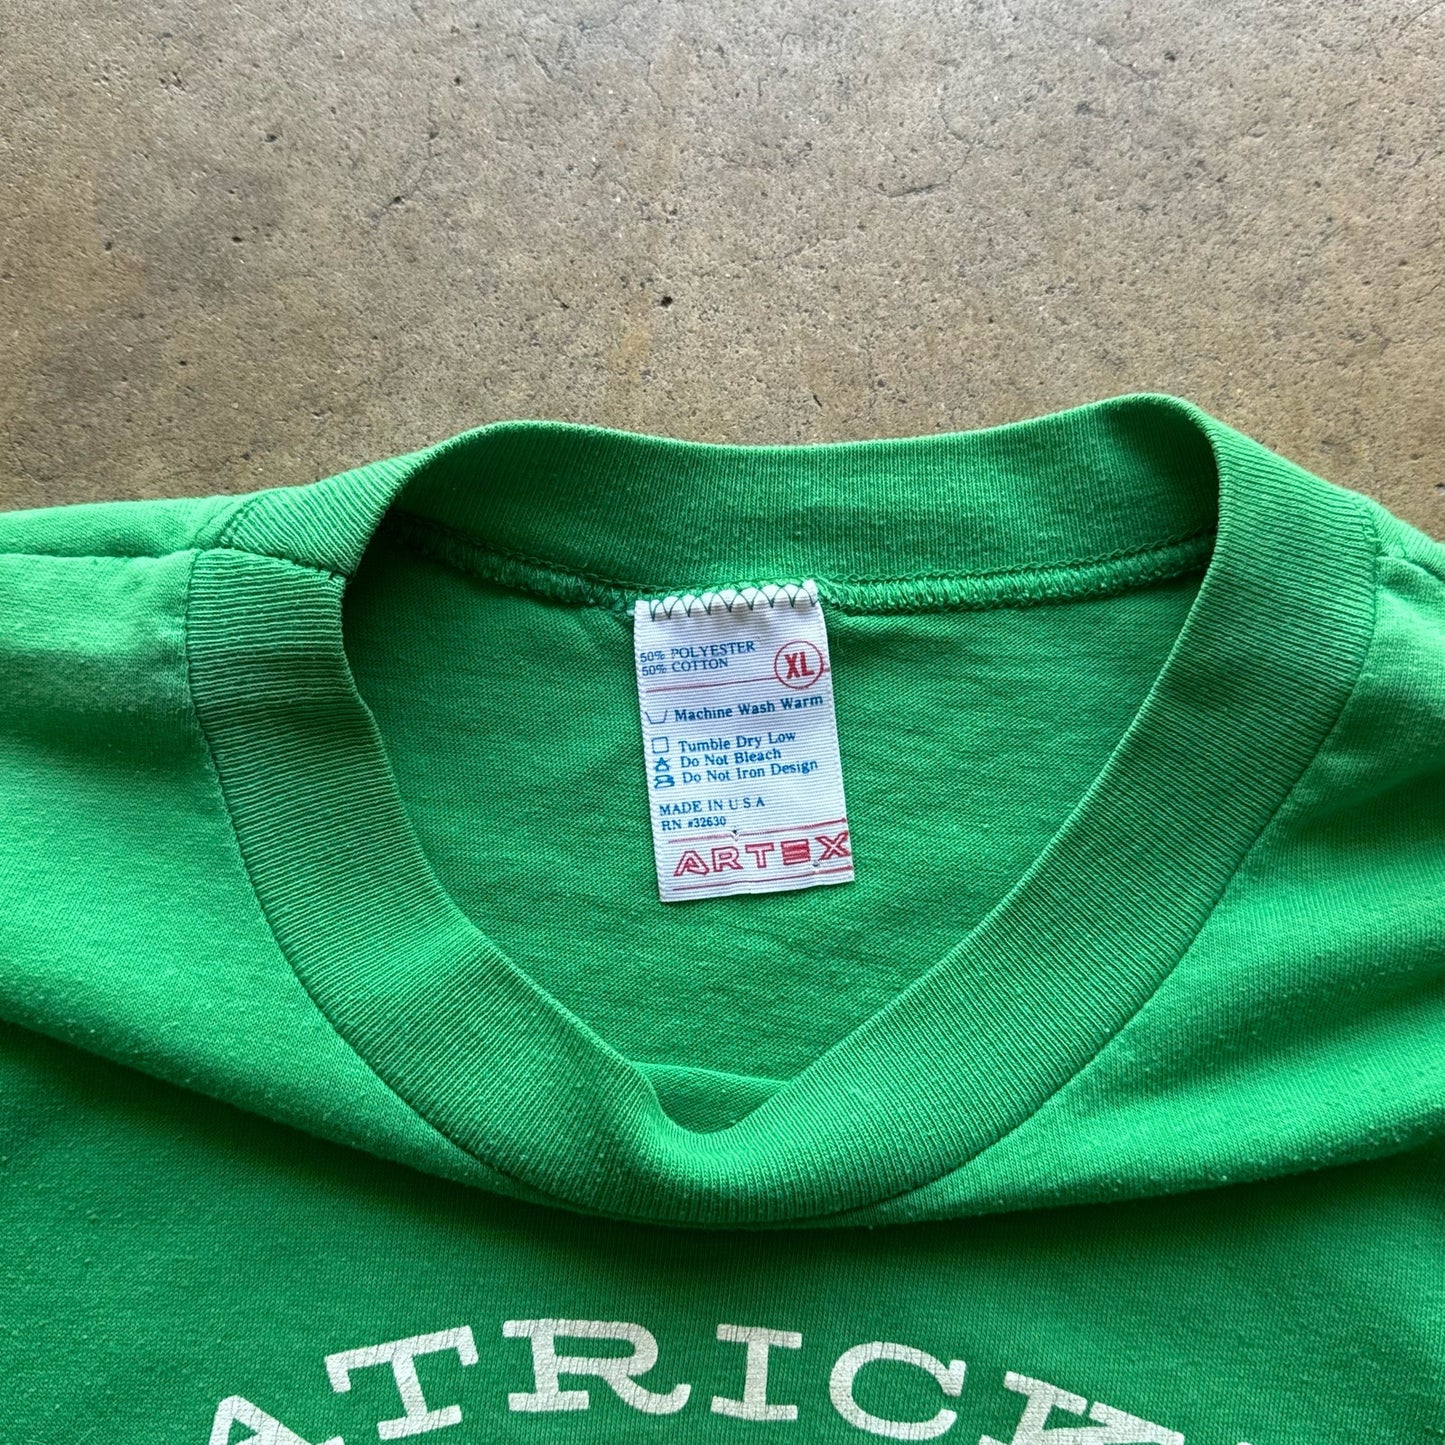 50% POLYESTER
50% COTTON
XL
Machine Wash Warm
Tumble Dry Low
Do Not Bleach
Do Not Iron Design
MADE IN U S A
RN #32630
ARTEX
ATRICK